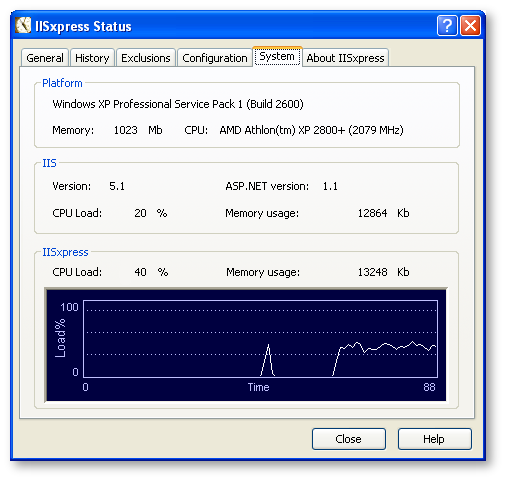 IISxpress Status
General History Exclusions Configuration System About IISxpress
Platform
Windows XP Professional Service Pack 1 (Build 2600)
Memory: 1023 Mb CPU: AMD Athlon(tm) XP 2800+ (2079 MHz)
IIS
Version: 5.1 ASP.NET version: 1.1
CPU Load: 20 % Memory usage: 12864 Kb
IISxpress
CPU Load: 40 % Memory usage: 13248 Kb
100
Load%
0
0 Time 88
Close Help